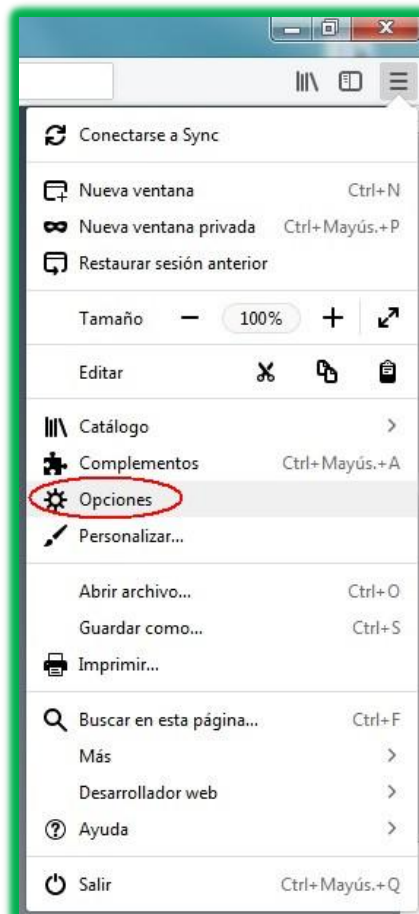 Conectarse a Sync
Nueva ventana Ctrl+N
Nueva ventana privada Ctrl+Mayús.+P
Restaurar sesión anterior
Tamaño 100%
Editar
Catálogo
Complementos Ctrl+Mayús.+A
Opciones
Personalizar...
Abrir archivo... Ctrl+O
Guardar como... Ctrl+S
Imprimir...
Buscar en esta página... Ctrl+F
Más
Desarrollador web
Ayuda
Salir Ctrl+Mayús.+Q